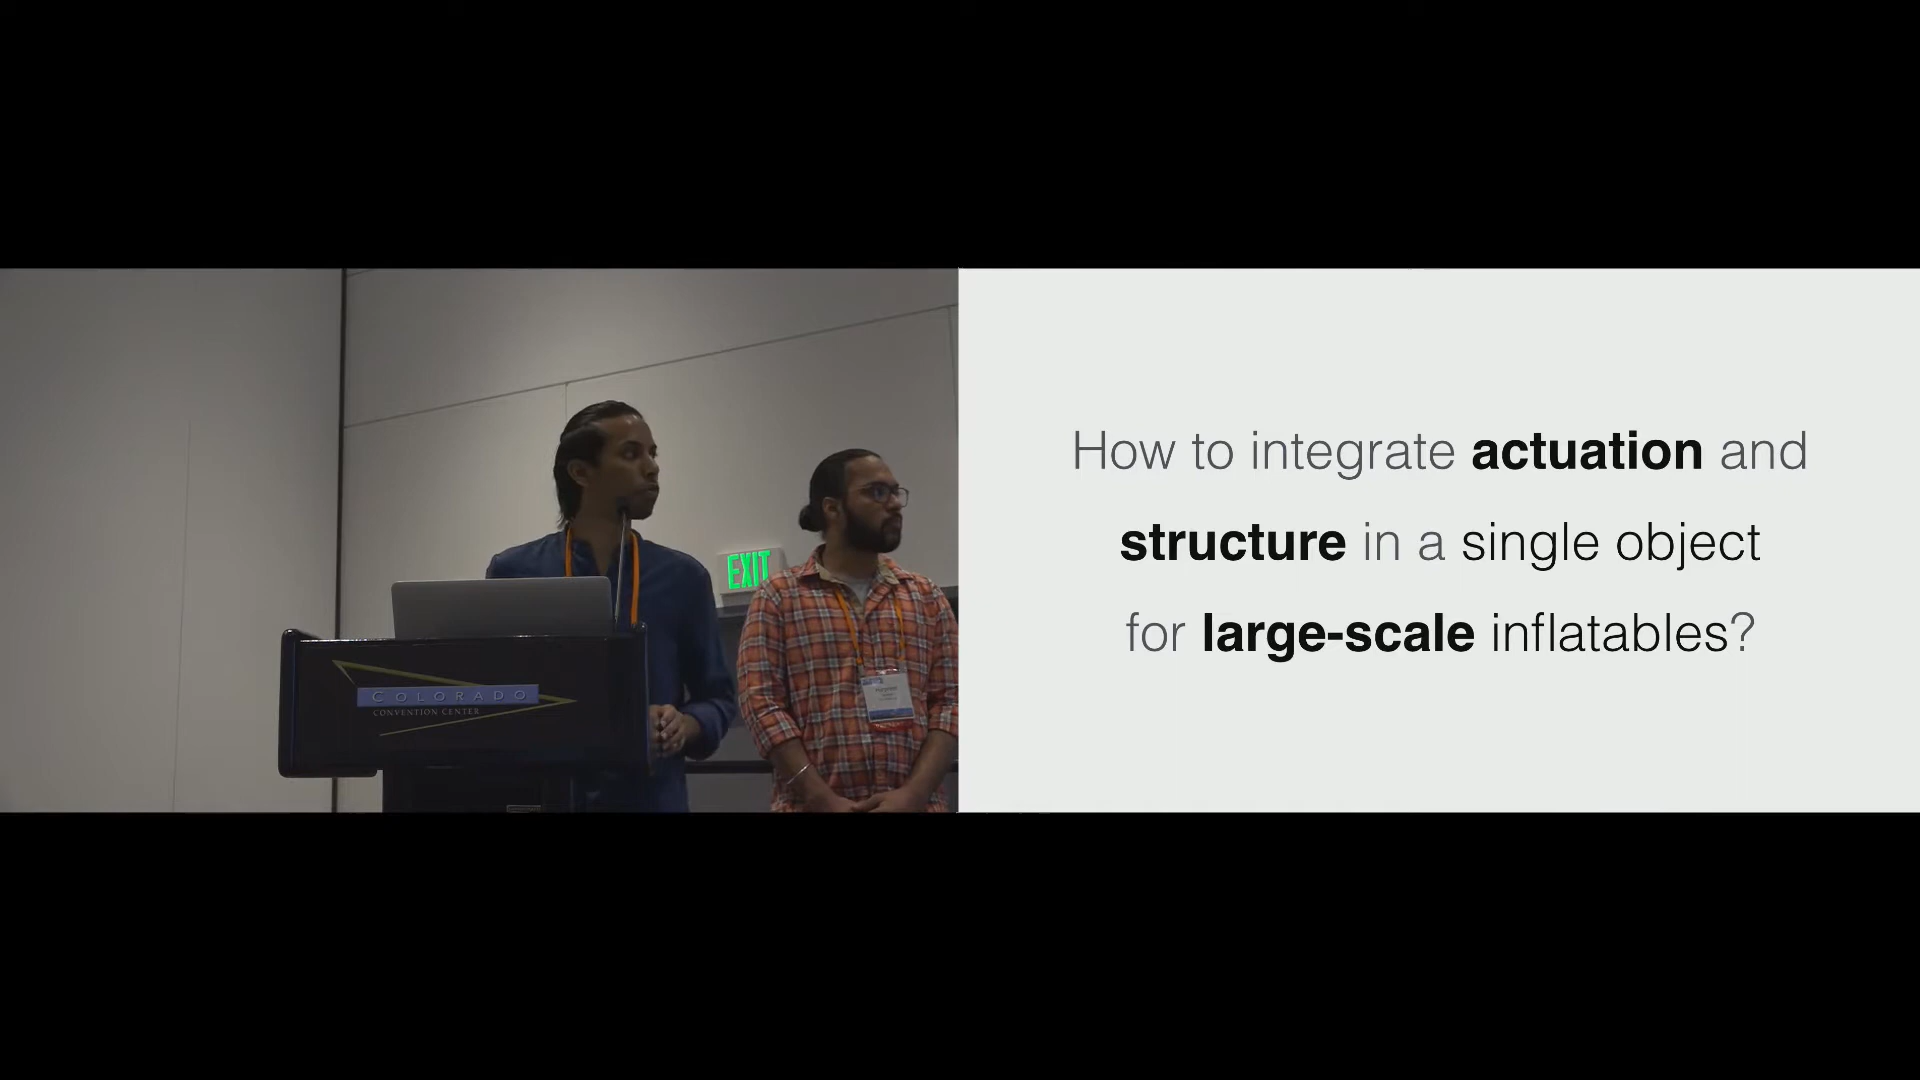 EXIT
COLORADO
CONVENTION CENTER
How to integrate actuation and
structure in a single object
for large-scale inflatables?